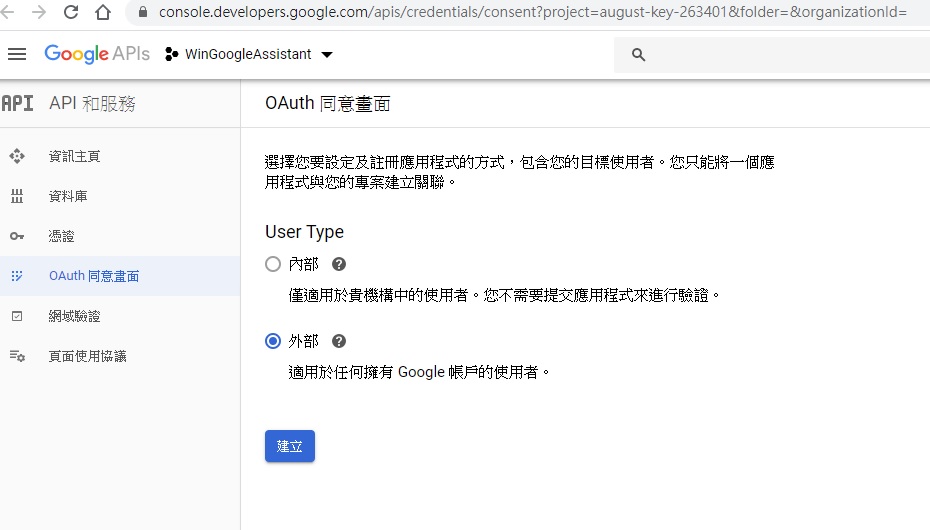 console.developers.google.com/apis/credentials/consent?project=august-key-263401&folder=&organizationId=
Google APIs
WinGoogleAssistant
API
API 和服務
OAuth 同意畫面
資訊主頁
資料庫
憑證
OAuth 同意畫面
網域驗證
頁面使用協議
選擇您要設定及註冊應用程式的方式，包含您的目標使用者。您只能將一個應
用程式與您的專案建立關聯。
User Type
內部
僅適用於貴機構中的使用者。您不需要提交應用程式來進行驗證。
外部
適用於任何擁有 Google 帳戶的使用者。
建立